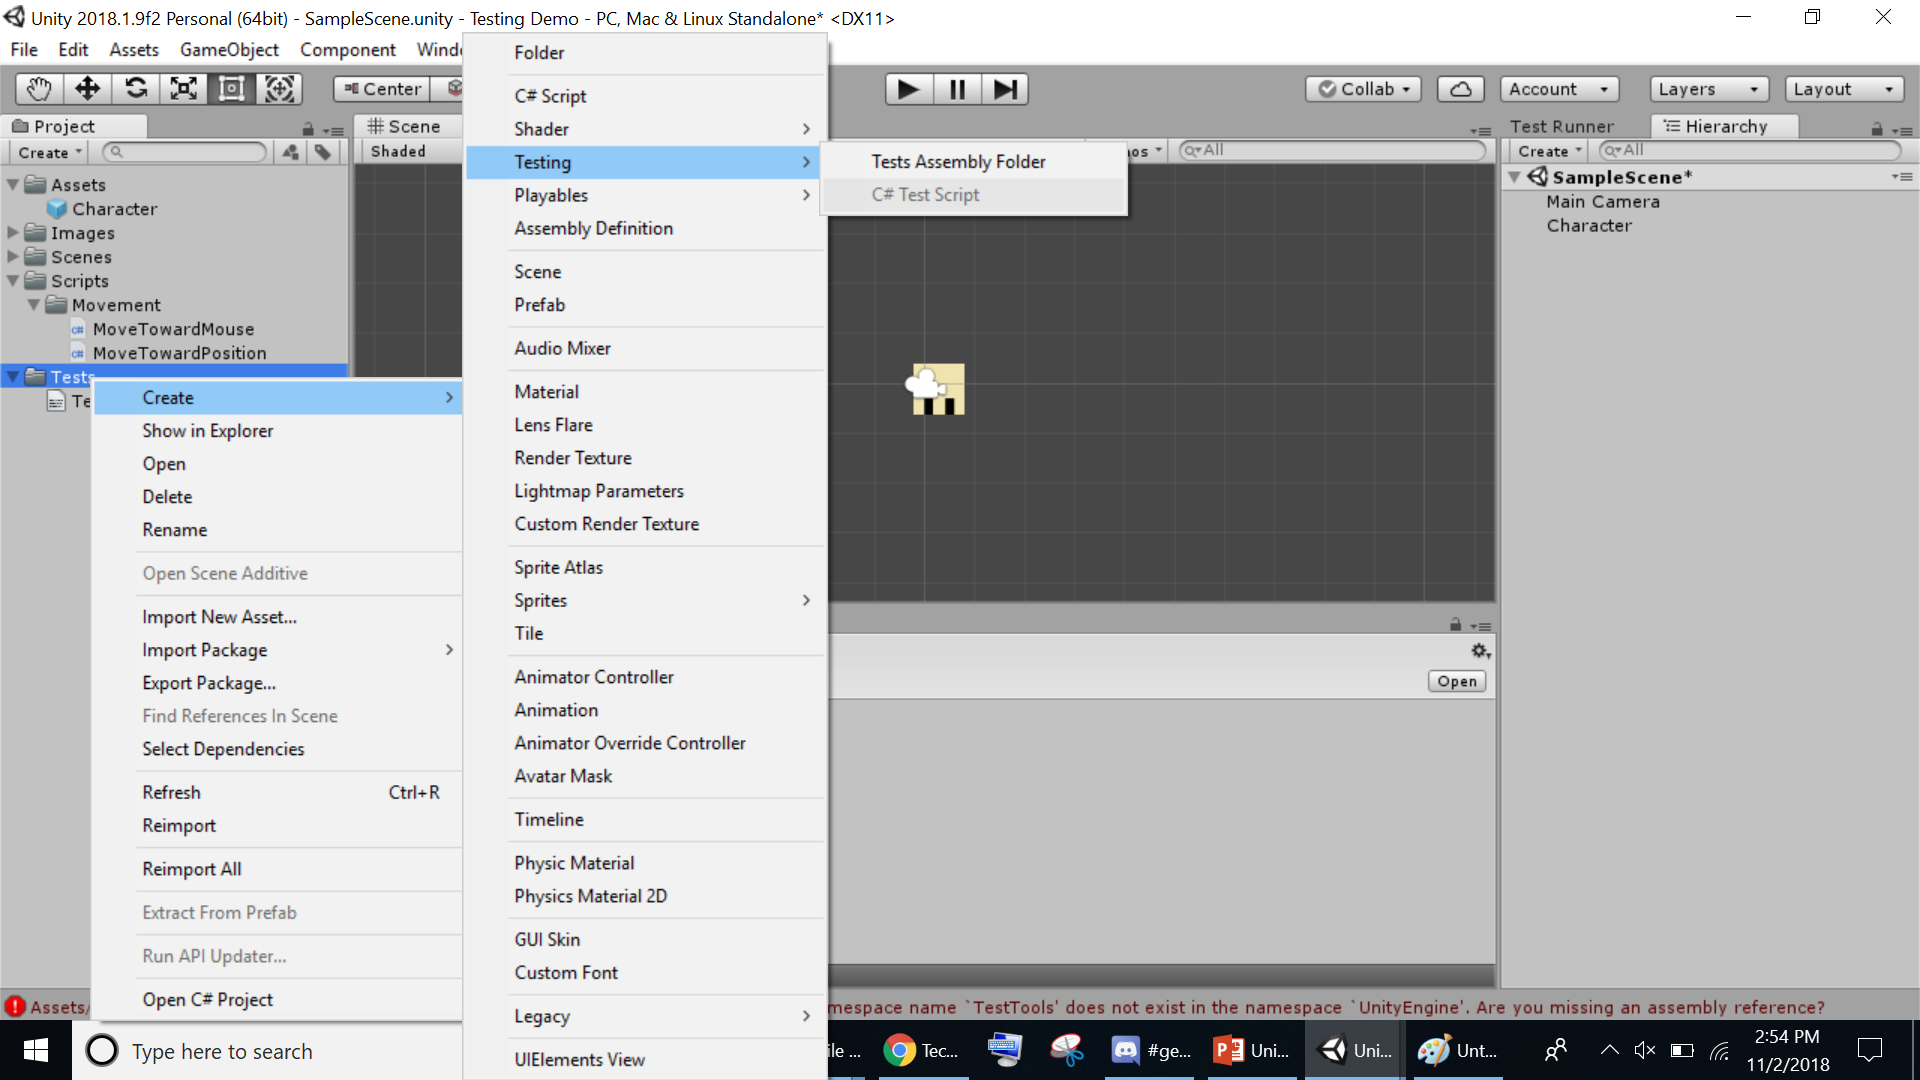 Unity 2018.1.9f2 Personal (64bit) - SampleScene.unity - Testing Demo - PC, Mac & Linux Standalone* <DX11>
File Edit Assets GameObject Component
Center
Collab
Account
Layers
Layout
Project
Create
Assets
Character
Images
Scenes
Scripts
Movement
MoveTowardMouse
MoveTowardPosition
Tests
Scene
Shaded
All
Test Runner
Hierarchy
Create
All
SampleScene*
Main Camera
Character
Create
Show in Explorer
Open
Delete
Rename
Open Scene Additive
Import New Asset...
Import Package
Export Package...
Find References In Scene
Select Dependencies
Refresh Ctrl+R
Reimport
Reimport All
Extract From Prefab
Run API Updater...
Open C# Project
Folder
C# Script
Shader
Testing
Playables
Assembly Definition
Scene
Prefab
Audio Mixer
Material
Lens Flare
Render Texture
Lightmap Parameters
Custom Render Texture
Sprite Atlas
Sprites
Tile
Animator Controller
Animation
Animator Override Controller
Avatar Mask
Timeline
Physic Material
Physics Material 2D
GUI Skin
Custom Font
Legacy
UIElements View
Tests Assembly Folder
C# Test Script
Open
Assets/
mespace name `TestTools' does not exist in the namespace `UnityEngine'. Are you missing an assembly reference?
Type here to search
ile ...
Tec...
#ge...
Uni...
Uni...
Unt...
2:54 PM
11/2/2018